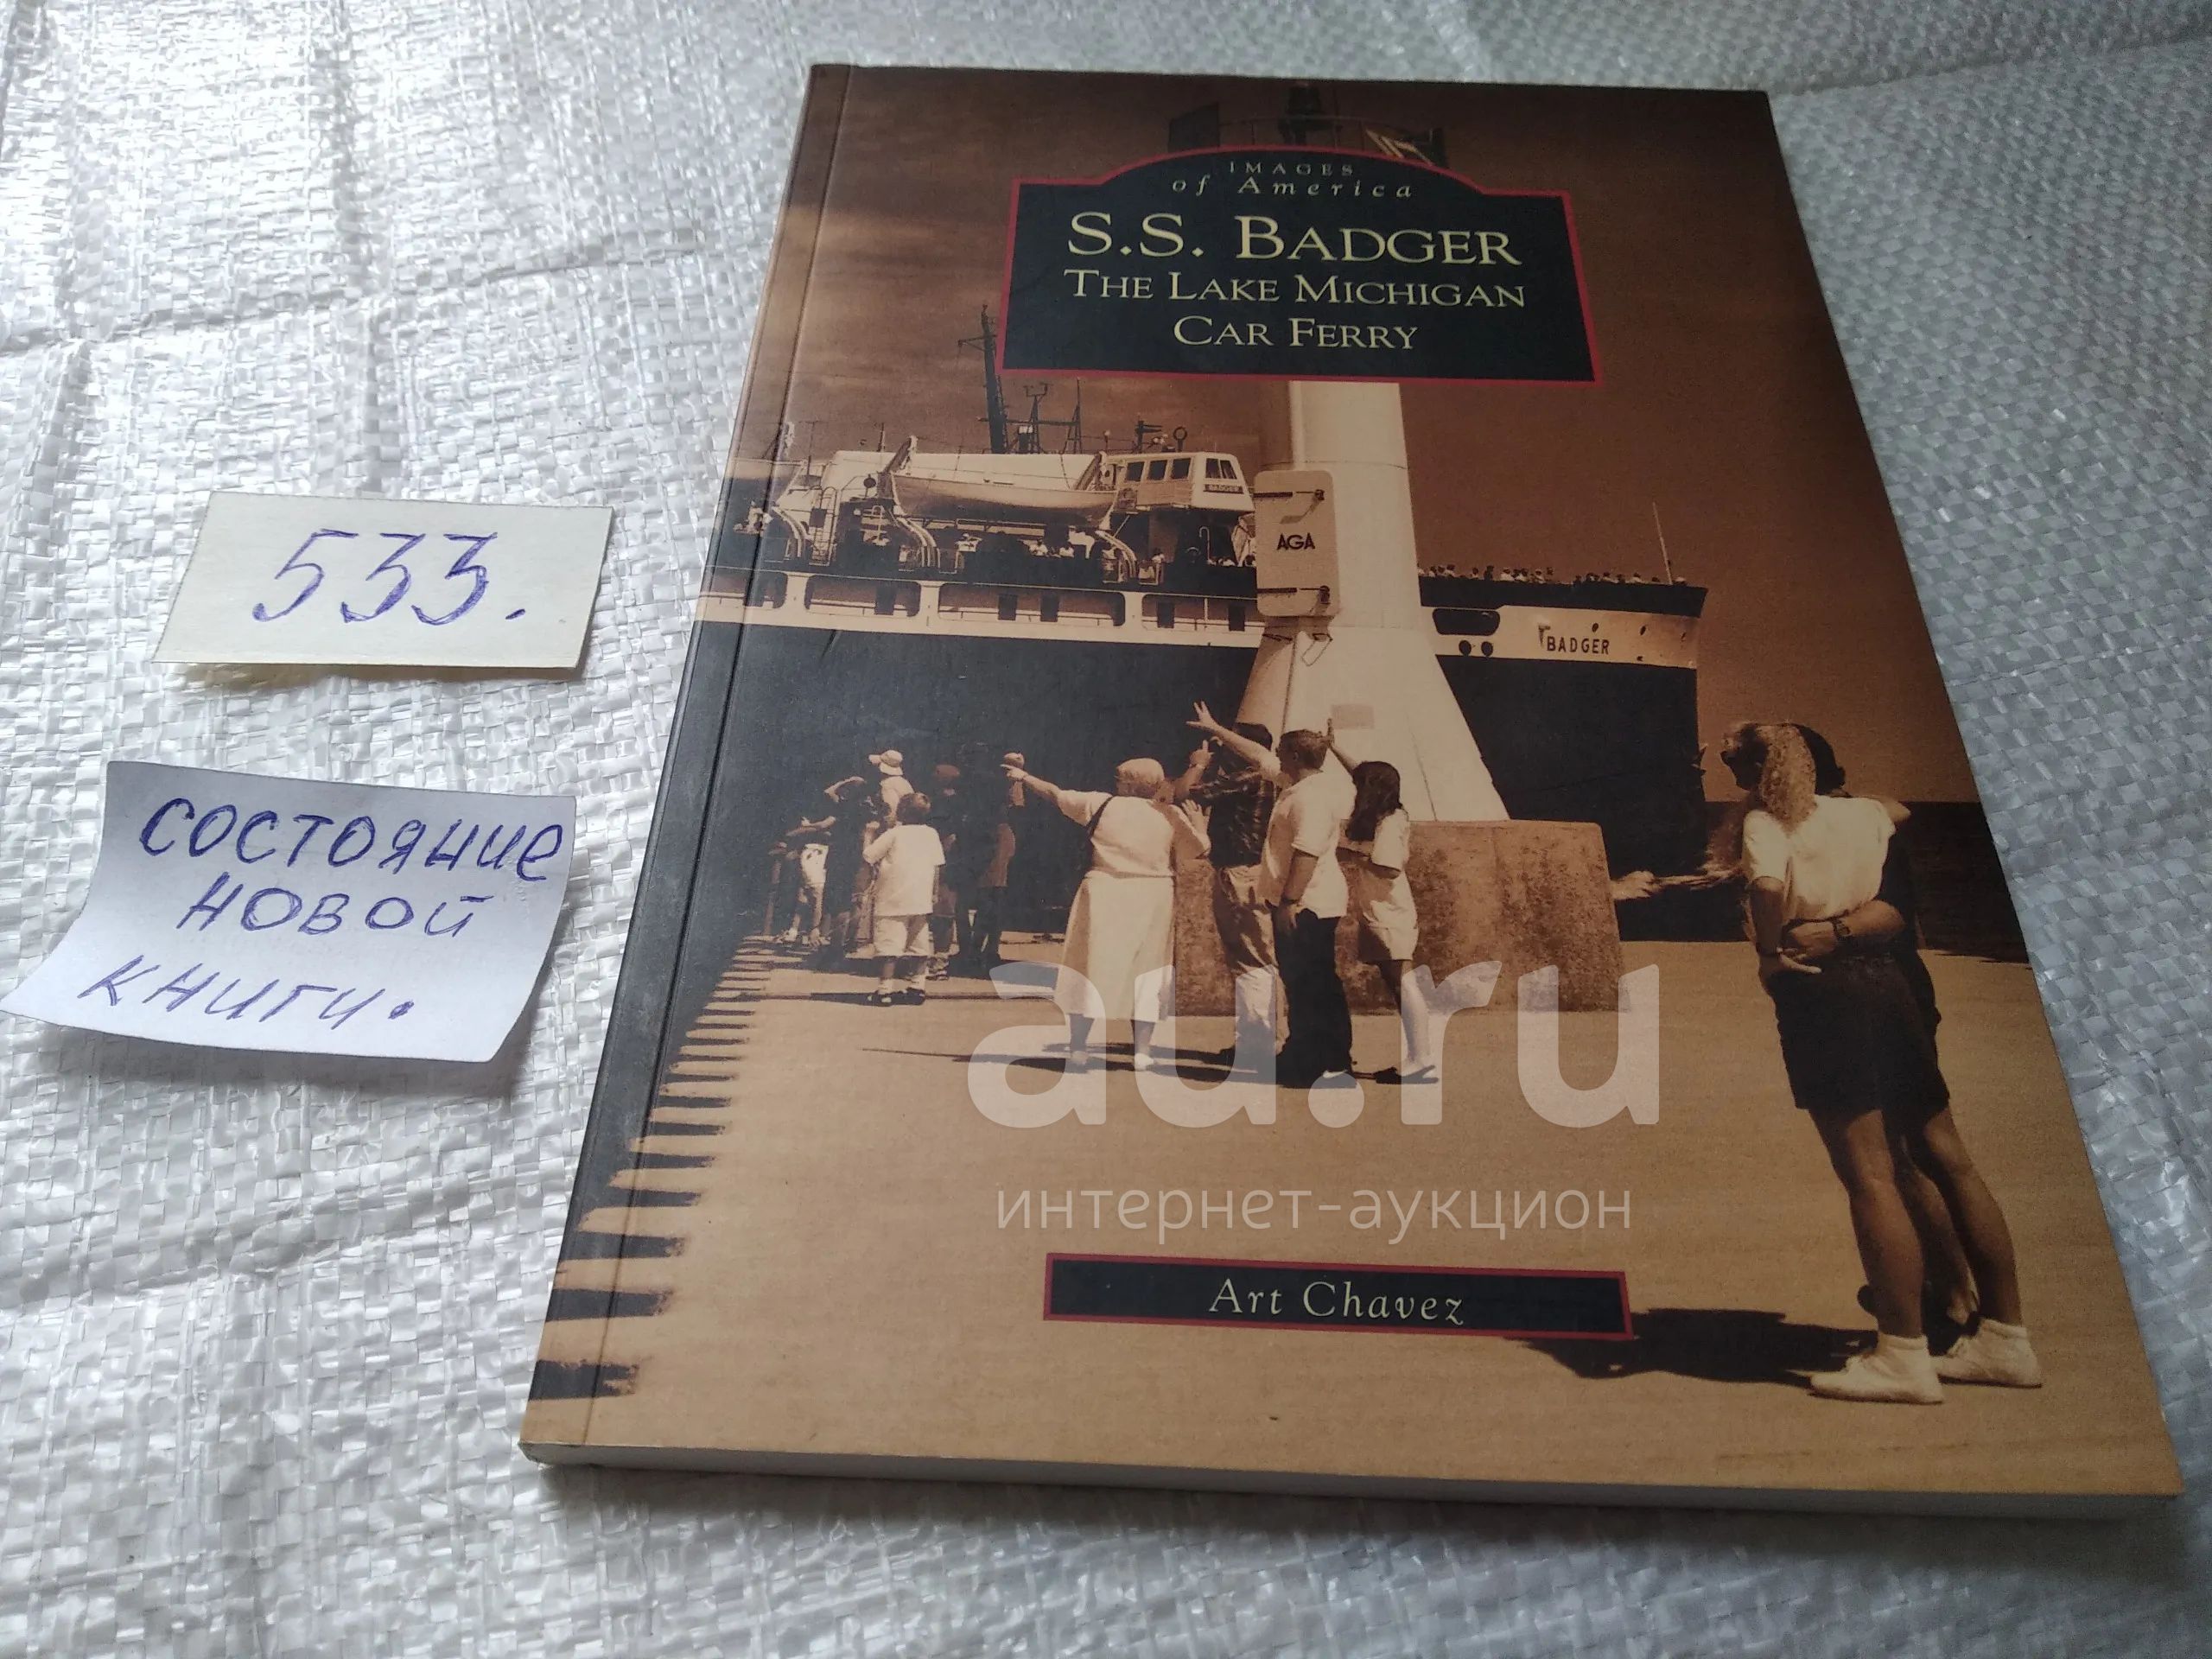 IMAGES
of America
S.S. BADGER
THE LAKE MICHIGAN
CAR FERRY
BADGER
AGA
BADGER
533.
СОСТОЯНИЕ
НОВОЙ
КНИГИ.
au.ru
интернет-аукцион
Art Chavez